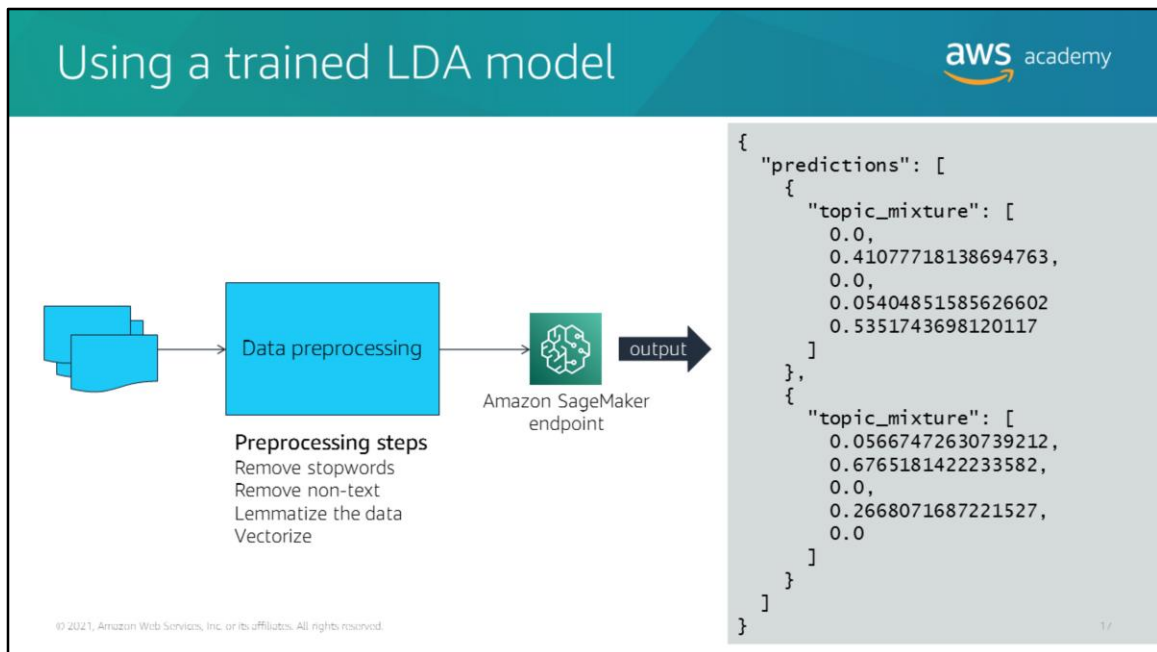 Using a trained LDA model
aws academy
Data preprocessing
Preprocessing steps
Remove stopwords
Remove non-text
Lemmatize the data
Vectorize
Amazon SageMaker
endpoint
output
{
"predictions": [
{
"topic_mixture": [
0.0,
0.41077718138694763,
0.0,
0.05404851585626602
0.5351743698120117
]
},
{
"topic_mixture": [
0.05667472630739212,
0.6765181422233582,
0.0,
0.2668071687221527,
0.0
]
}
]
}
© 2021, Amazon Web Services, Inc. or its affiliates. All rights reserved.
17